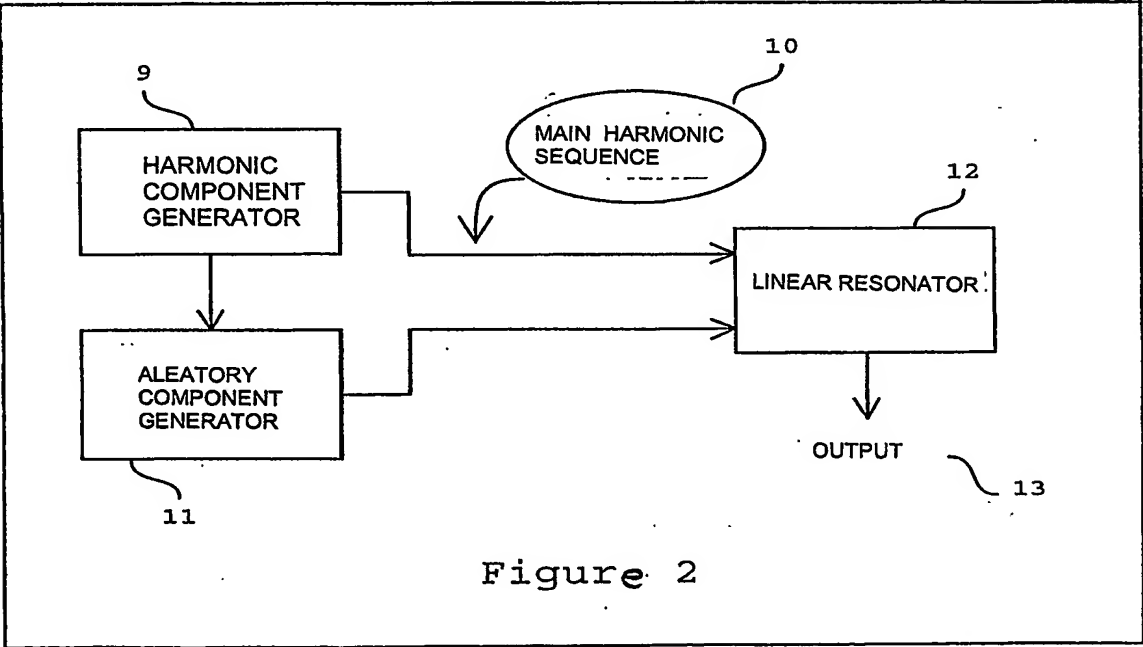 10
9
MAIN HARMONIC
SEQUENCE
HARMONIC
COMPONENT
GENERATOR
12
LINEAR RESONATOR
ALEATORY
COMPONENT
GENERATOR
OUTPUT
13
11
Figure 2